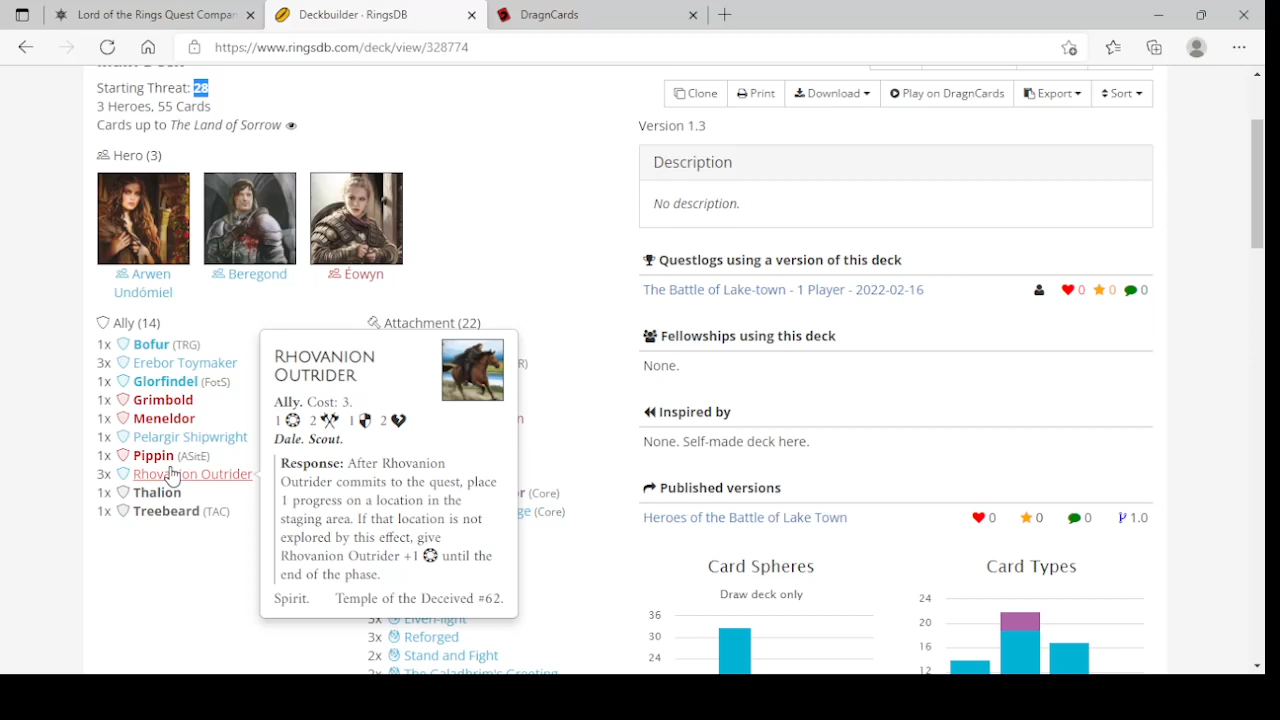 Lord of the Rings Quest Compan
Deckbuilder · RingsDB
DragnCards
https://www.ringsdb.com/deck/view/328774
Starting Threat: 28
3 Heroes, 55 Cards
Cards up to The Land of Sorrow
Clone
Print
Download
Play on DragnCards
Export
Sort
Version 1.3
Hero (3)
Description
No description.
Arwen
Undómiel
Beregond
Éowyn
Questlogs using a version of this deck
The Battle of Lake-town - 1 Player - 2022-02-16
0 0 0
Fellowships using this deck
None.
Inspired by
None. Self-made deck here.
Published versions
Heroes of the Battle of Lake Town
0 0 0 1.0
Ally (14)
1x Bofur (TRG)
3x Erebor Toymaker
1x Glorfindel (FotS)
1x Grimbold
1x Meneldor
1x Pelargir Shipwright
1x Pippin (ASitE)
3x Rhovanion Outrider
1x Thalion
1x Treebeard (TAC)
Attachment (22)
RHOVANION
OUTRIDER
Ally. Cost: 3.
1 2 1 2
Dale. Scout.
Response: After Rhovanion
Outrider commits to the quest, place
1 progress on a location in the
staging area. If that location is not
explored by this effect, give
Rhovanion Outrider +1 until the
end of the phase.
Spirit. Temple of the Deceived #62.
R)
n
r (Core)
ge (Core)
3x Elven-light
3x Reforged
2x Stand and Fight
2x The Galadhrim's Greeting
Card Spheres
Draw deck only
36
30
24
Card Types
24
20
16
12